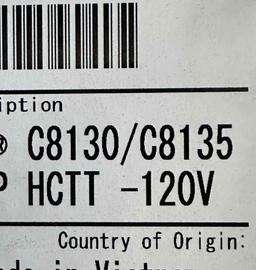 iption
® C8130/C8135
P HCTT -120V
Country of Origin: